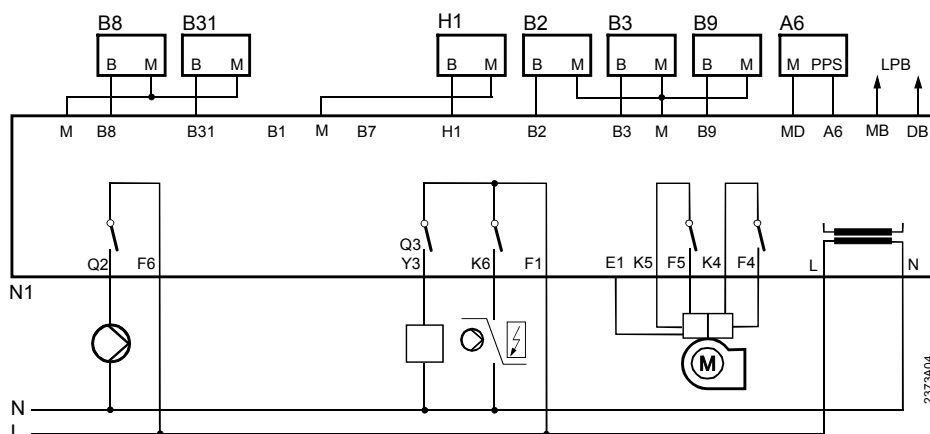 B8 B31 H1 B2 B3 B9 A6
B M B M B M B M B M B M M PPS LPB
M B8 B31 B1 M B7 H1 B2 B3 M B9 MD A6 MB DB
Q3
Q2 F6 Y3 K6 F1 E1 K5 F5 K4 F4 L N
N1
M
2373A04
N
L